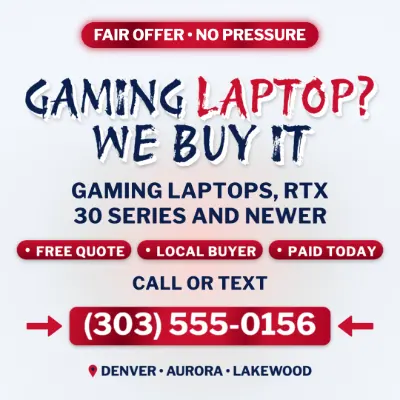 FAIR OFFER • NO PRESSURE
GAMING LAPTOP?
WE BUY IT
GAMING LAPTOPS, RTX
30 SERIES AND NEWER
• FREE QUOTE • LOCAL BUYER • PAID TODAY
CALL OR TEXT
(303) 555-0156
DENVER • AURORA • LAKEWOOD